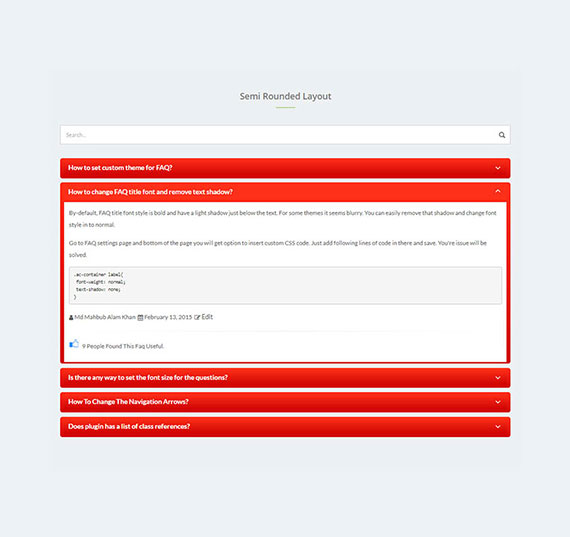 Semi Rounded Layout
Search...
How to set custom theme for FAQ?
How to change FAQ title font and remove text shadow?
By-default, FAQ title font style is bold and have a light shadow just below the text. For some themes it seems blurry. You can easily remove that shadow and change font
style in to normal.
Go to FAQ settings page and bottom of the page you will get option to insert custom CSS code. Just add following lines of code in there and save. You're issue will be
solved.
.ac-container label{
font-weight: normal;
text-shadow: none;
}
Md Mahbub Alam Khan February 13, 2015 Edit
9 People Found This Faq Useful.
Is there any way to set the font size for the questions?
How To Change The Navigation Arrows?
Does plugin has a list of class references?